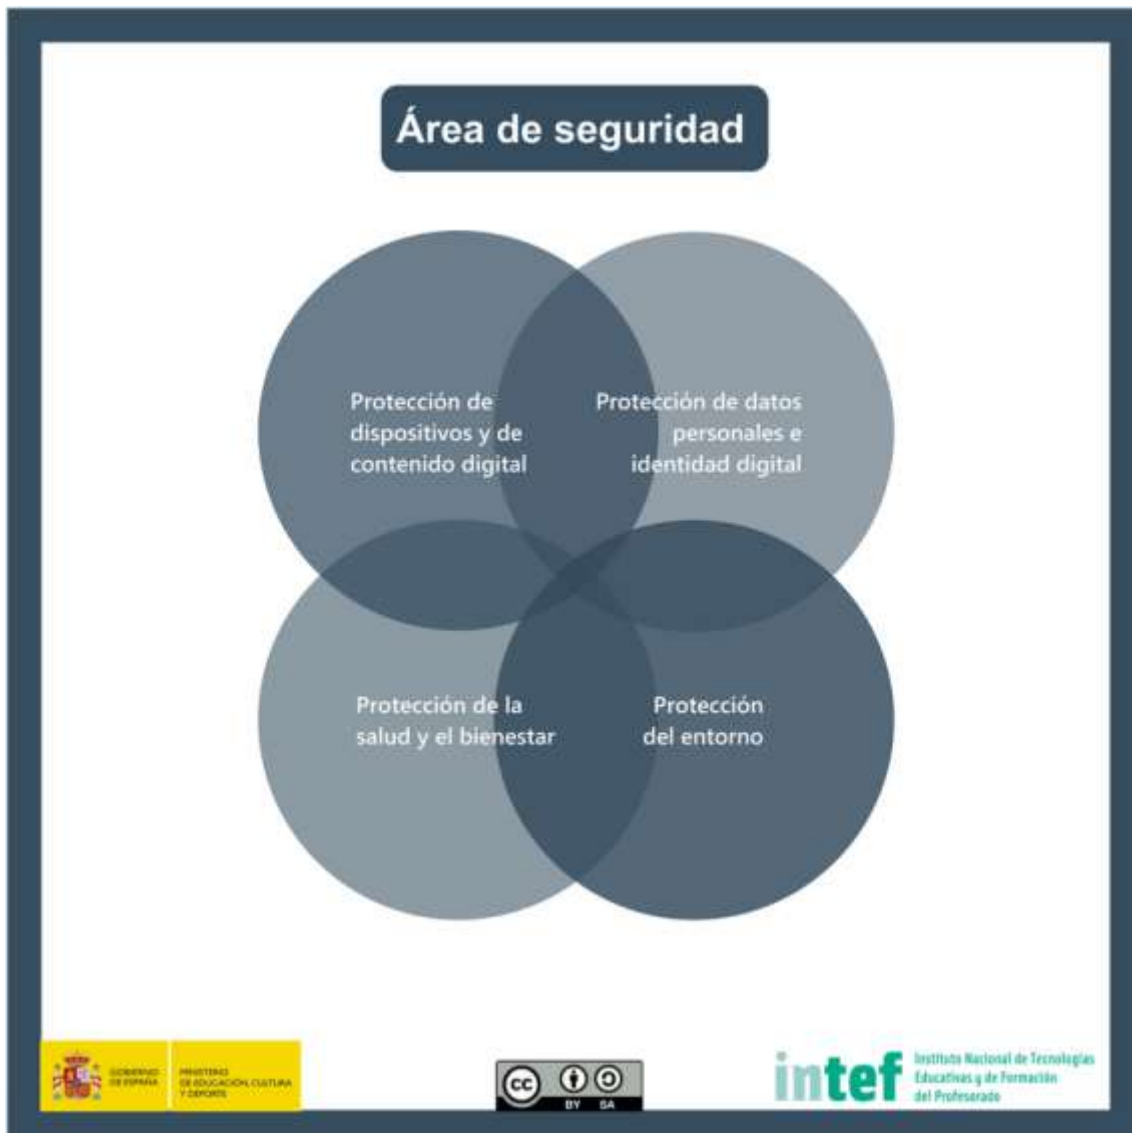 Área de seguridad
Protección de
dispositivos y de
contenido digital
Protección de datos
personales e
identidad digital
Protección de la
salud y el bienestar
Protección
del entorno
GOBIERNO
DE ESPAÑA
MINISTERIO
DE EDUCACIÓN, CULTURA
Y DEPORTE
cc
BY SA
intef
Instituto Nacional de Tecnologías
Educativas y de Formación
del Profesorado